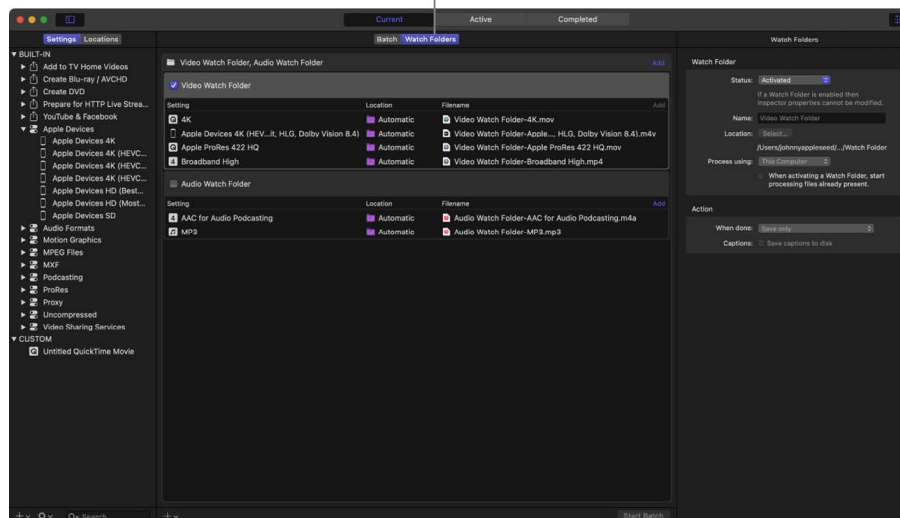 Current Active Completed
Settings Locations
Batch Watch Folders
Watch Folders
BUILT-IN
Add to TV Home Videos
Create Blu-ray / AVCHD
Create DVD
Prepare for HTTP Live Strea...
YouTube & Facebook
Apple Devices
Apple Devices 4K
Apple Devices 4K (HEVC...
Apple Devices 4K (HEVC...
Apple Devices 4K (HEVC...
Apple Devices HD (Best...
Apple Devices HD (Most...
Apple Devices SD
Audio Formats
Motion Graphics
MPEG Files
MXF
Podcasting
ProRes
Proxy
Uncompressed
Video Sharing Services
CUSTOM
Untitled QuickTime Movie
Search
Video Watch Folder, Audio Watch Folder Add
Video Watch Folder
Setting Location Filename Add
4K Automatic Video Watch Folder-4K.mov
Apple Devices 4K (HEV...it, HLG, Dolby Vision 8.4) Automatic Video Watch Folder-Apple..., HLG, Dolby Vision 8.4).m4v
Apple ProRes 422 HQ Automatic Video Watch Folder-Apple ProRes 422 HQ.mov
Broadband High Automatic Video Watch Folder-Broadband High.mp4
Audio Watch Folder
Setting Location Filename Add
AAC for Audio Podcasting Automatic Audio Watch Folder-AAC for Audio Podcasting.m4a
MP3 Automatic Audio Watch Folder-MP3.mp3
Start Batch
Watch Folder
Status: Activated
If a Watch Folder is enabled then
inspector properties cannot be modified.
Name: Video Watch Folder
Location: Select...
/Users/johnnyappleseed/.../Watch Folder
Process using: This Computer
When activating a Watch Folder, start
processing files already present.
Action
When done: Save only
Captions: Save captions to disk